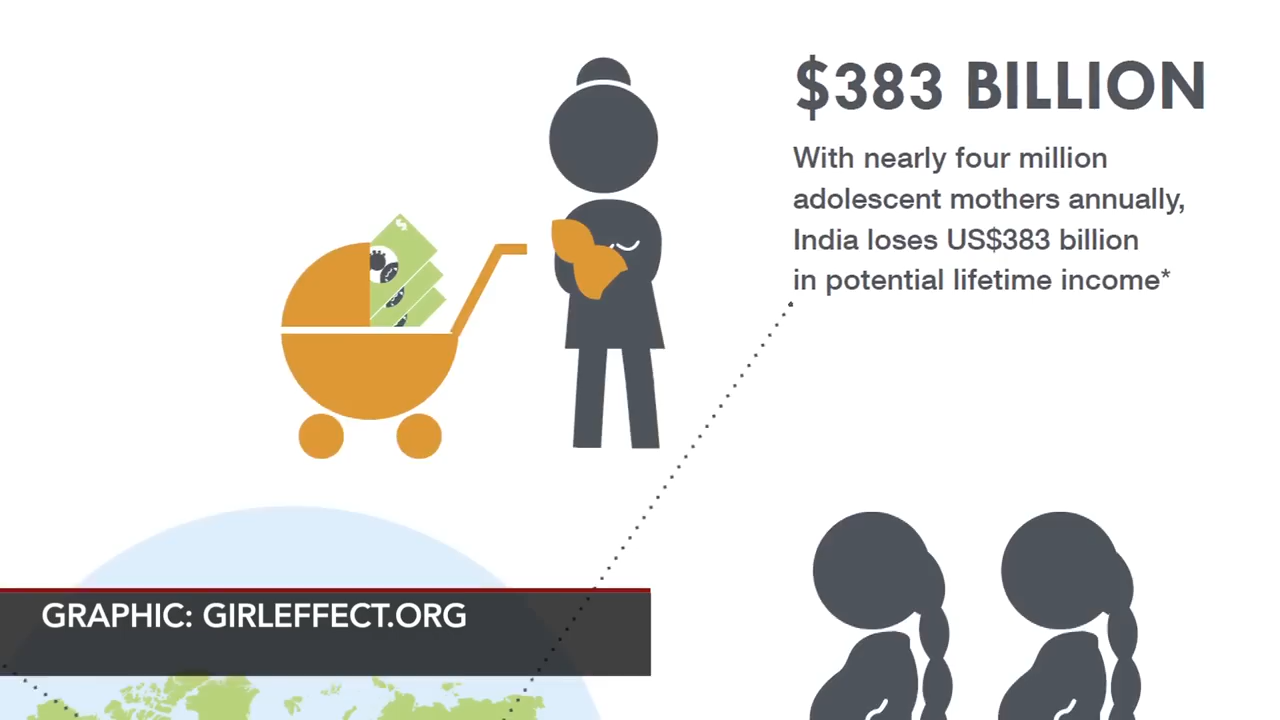 $383 BILLION
With nearly four million
adolescent mothers annually,
India loses US$383 billion
in potential lifetime income*
$
GRAPHIC: GIRLEFFECT.ORG